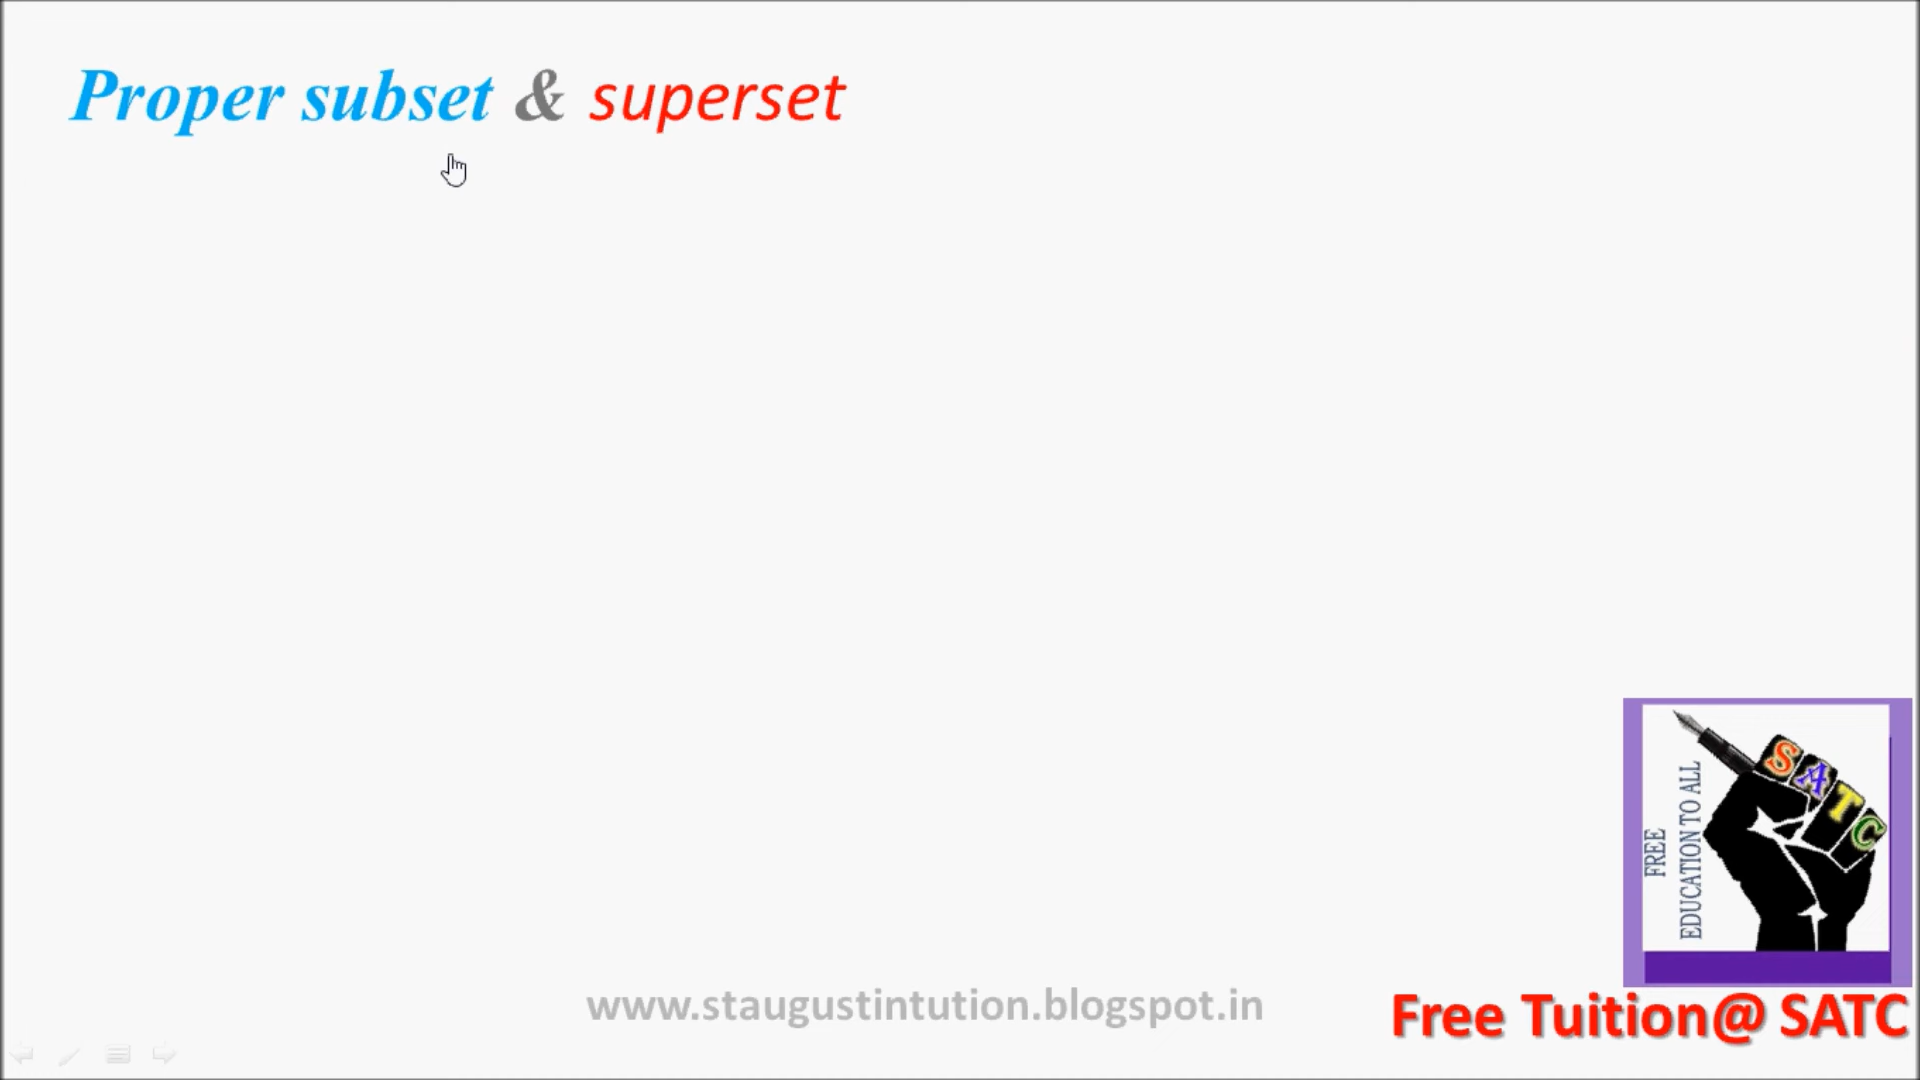 Proper subset & superset
FREE
EDUCATION TO ALL
SATC
www.staugustintution.blogspot.in
Free Tuition@ SATC